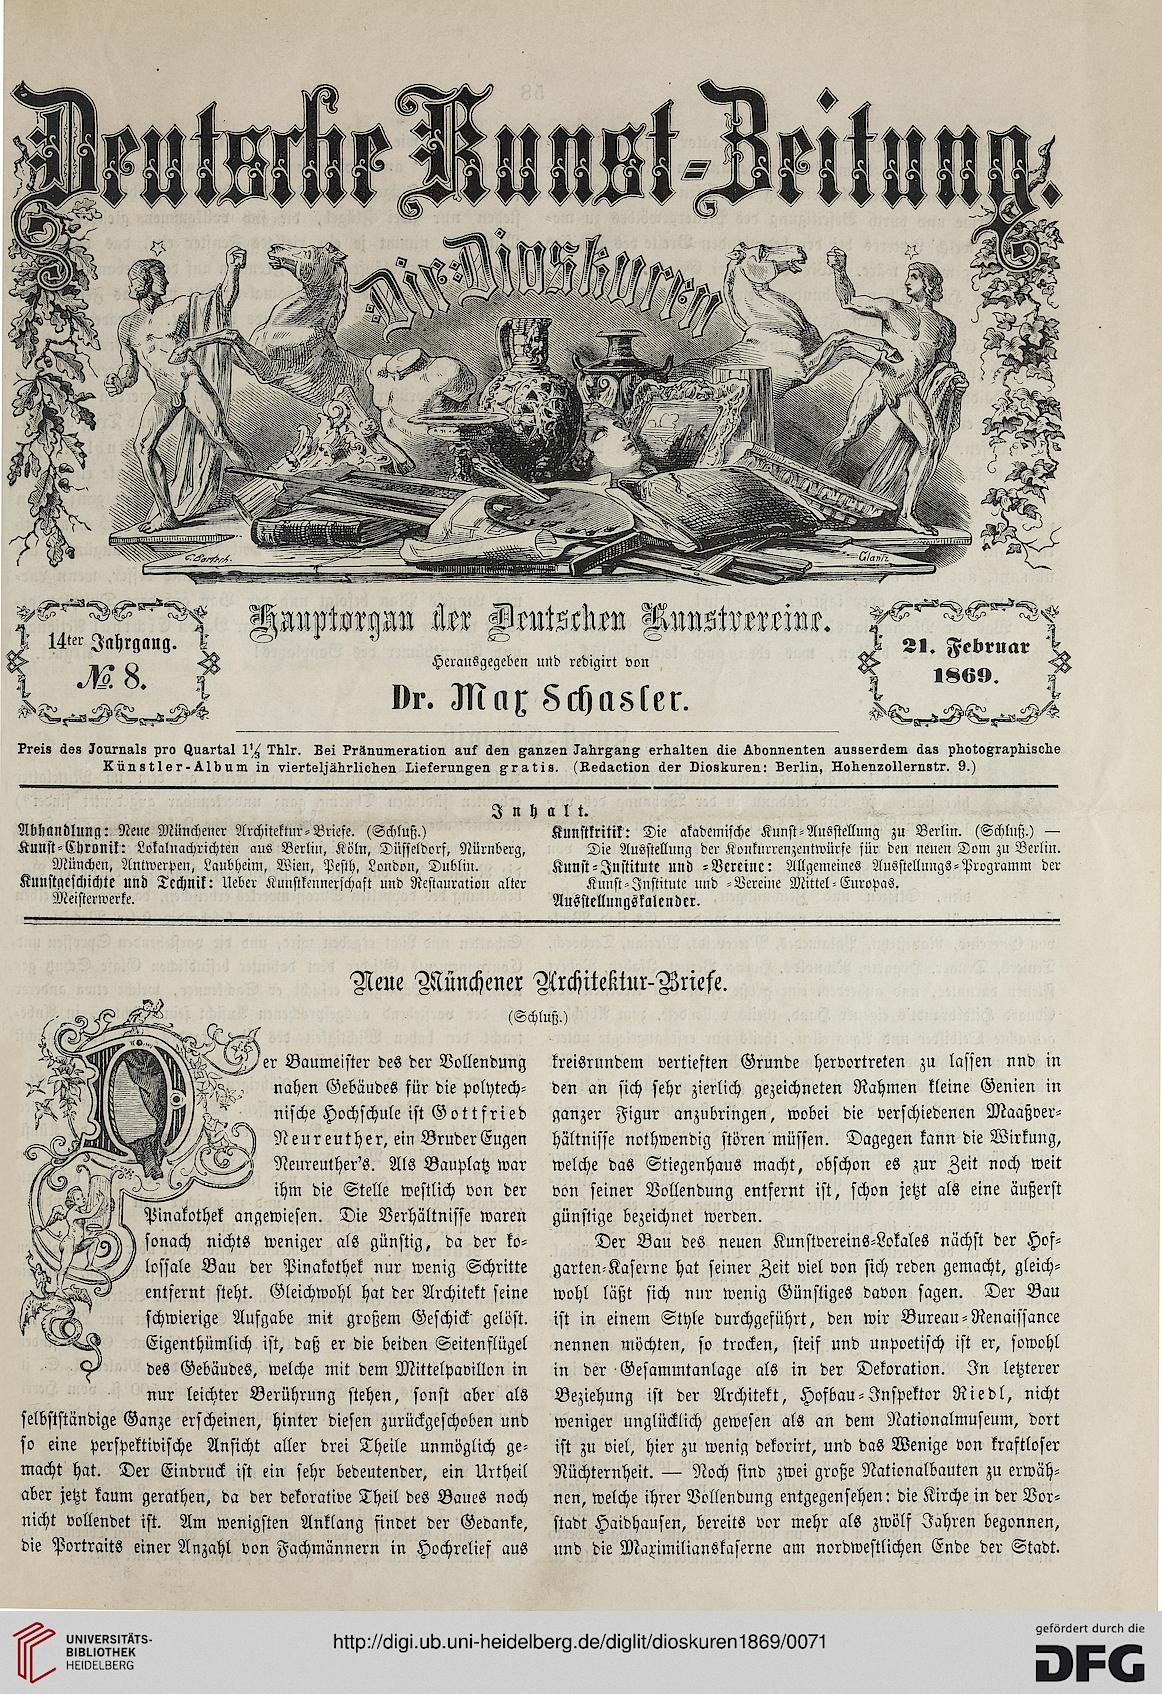 Deutsche Kunst-Zeitung.
Die Dioskuren
C. Bartsch.
14ter Jahrgang.
№. 8.
Hauptorgan der Deutschen Kunstvereine.
Herausgegeben und redigirt von
Dr. Max Schasler.
21. Februar
1869.
Preis des Journals pro Quartal 1⅓ Thlr. Bei Pränumeration auf den ganzen Jahrgang erhalten die Abonnenten ausserdem das photographische
Künstler-Album in vierteljährlichen Lieferungen gratis. (Redaction der Dioskuren: Berlin, Hohenzollernstr. 9.)
Inhalt.
Abhandlung: Neue Münchener Architektur-Briefe. (Schluß.)
Kunst-Chronik: Lokalnachrichten aus Berlin, Köln, Düsseldorf, Nürnberg,
München, Antwerpen, Laubheim, Wien, Pesth, London, Dublin.
Kunstgeschichte und Technik: Ueber Kunstkennerschaft und Restauration alter
Meisterwerke.
Kunstkritik: Die akademische Kunst-Ausstellung zu Berlin. (Schluß.) —
Die Ausstellung der Konkurrenzentwürfe für den neuen Dom zu Berlin.
Kunst-Institute und -Vereine: Allgemeines Ausstellungs-Programm der
Kunst-Institute und -Vereine Mittel-Europas.
Ausstellungskalender.
Neue Münchener Architektur-Briefe.
(Schluß.)
Der Baumeister des der Vollendung
nahen Gebäudes für die polytech-
nische Hochschule ist Gottfried
Neureuther, ein Bruder Eugen
Neureuther's. Als Bauplatz war
ihm die Stelle westlich von der
Pinakothek angewiesen. Die Verhältnisse waren
sonach nichts weniger als günstig, da der ko-
lossale Bau der Pinakothek nur wenig Schritte
entfernt steht. Gleichwohl hat der Architekt seine
schwierige Aufgabe mit großem Geschick gelöst.
Eigenthümlich ist, daß er die beiden Seitenflügel
des Gebäudes, welche mit dem Mittelpavillon in
nur leichter Berührung stehen, sonst aber als
selbstständige Ganze erscheinen, hinter diesen zurückgeschoben und
so eine perspektivische Ansicht aller drei Theile unmöglich ge-
macht hat. Der Eindruck ist ein sehr bedeutender, ein Urtheil
aber jetzt kaum gerathen, da der dekorative Theil des Baues noch
nicht vollendet ist. Am wenigsten Anklang findet der Gedanke,
die Portraits einer Anzahl von Fachmännern in Hochrelief aus
kreisrundem vertieften Grunde hervortreten zu lassen nnd in
den an sich sehr zierlich gezeichneten Rahmen kleine Genien in
ganzer Figur anzubringen, wobei die verschiedenen Maaßver-
hältnisse nothwendig stören müssen. Dagegen kann die Wirkung,
welche das Stiegenhaus macht, obschon es zur Zeit noch weit
von seiner Vollendung entfernt ist, schon jetzt als eine äußerst
günstige bezeichnet werden.
Der Bau des neuen Kunstvereins-Lokales nächst der Hof-
garten-Kaserne hat seiner Zeit viel von sich reden gemacht, gleich-
wohl läßt sich nur wenig Günstiges davon sagen. Der Bau
ist in einem Style durchgeführt, den wir Bureau-Renaissance
nennen möchten, so trocken, steif und unpoetisch ist er, sowohl
in der Gesammtanlage als in der Dekoration. In letzterer
Beziehung ist der Architekt, Hofbau-Inspektor Riedl, nicht
weniger unglücklich gewesen als an dem Nationalmuseum, dort
ist zu viel, hier zu wenig dekorirt, und das Wenige von kraftloser
Nüchternheit. — Noch sind zwei große Nationalbauten zu erwäh-
nen, welche ihrer Vollendung entgegensehen: die Kirche in der Vor-
stadt Haidhausen, bereits vor mehr als zwölf Jahren begonnen,
und die Maximilianskaserne am nordwestlichen Ende der Stadt.
UNIVERSITÄTS-
BIBLIOTHEK
HEIDELBERG
http://digi.ub.uni-heidelberg.de/diglit/dioskuren1869/0071
gefördert durch die
DFG